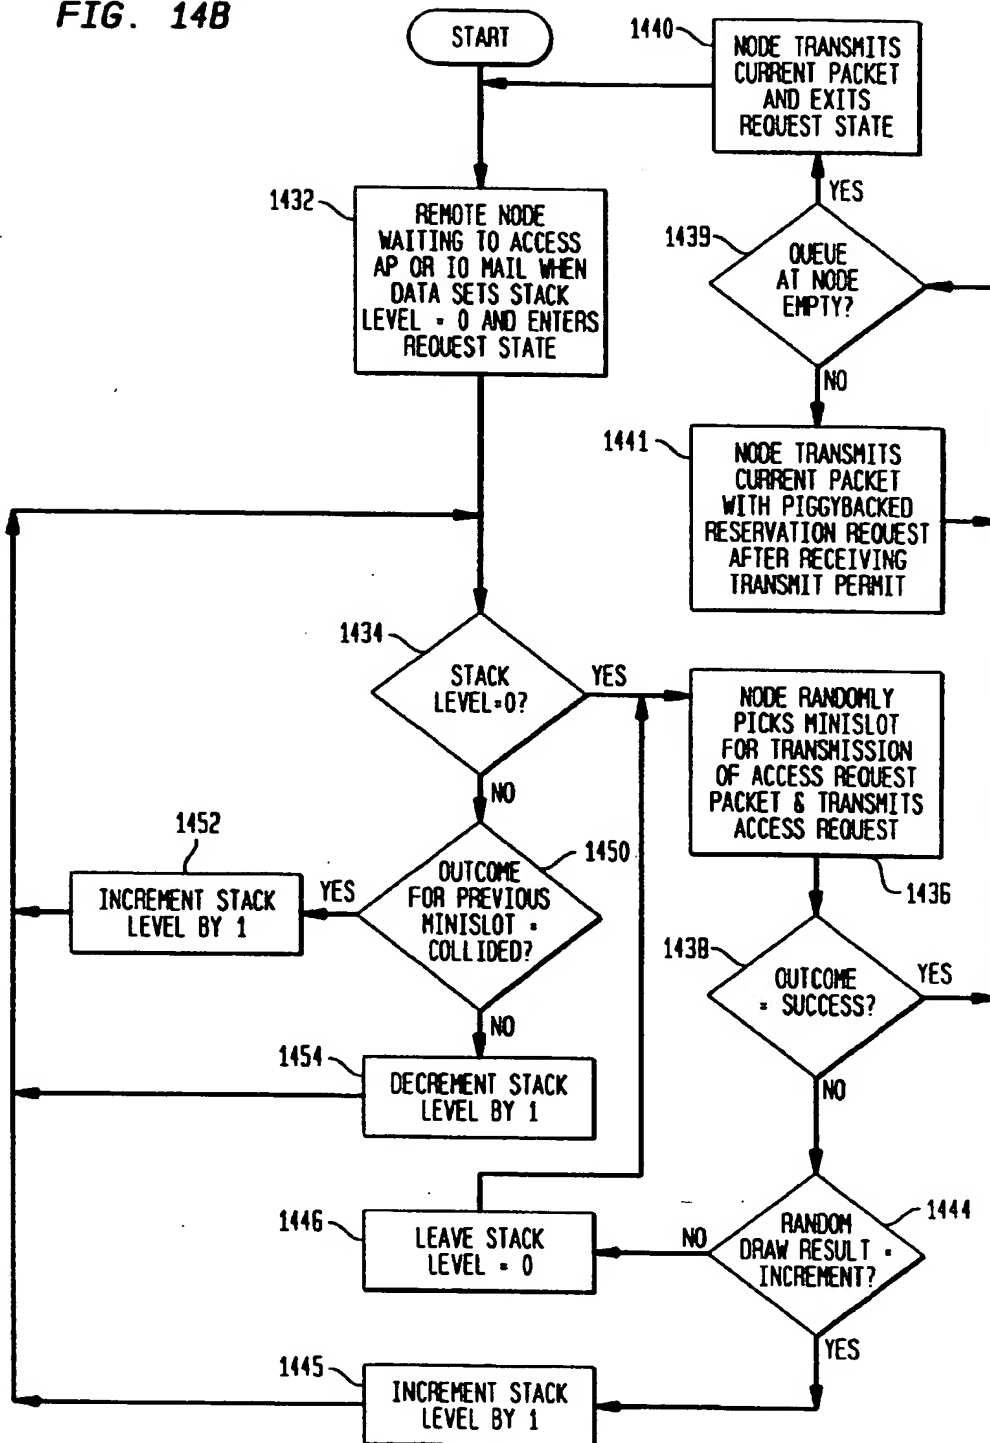 FIG. 14B
START
1440
NODE TRANSMITS
CURRENT PACKET
AND EXITS
REQUEST STATE
YES
1432
REMOTE NODE
WAITING TO ACCESS
AP OR IO MAIL WHEN
DATA SETS STACK
LEVEL = 0 AND ENTERS
REQUEST STATE
1439
QUEUE
AT NODE
EMPTY?
NO
1441
NODE TRANSMITS
CURRENT PACKET
WITH PIGGYBACKED
RESERVATION REQUEST
AFTER RECEIVING
TRANSMIT PERMIT
1434
STACK
LEVEL=0?
YES
NO
NODE RANDOMLY
PICKS MINISLOT
FOR TRANSMISSION
OF ACCESS REQUEST
PACKET & TRANSMITS
ACCESS REQUEST
1436
1452
INCREMENT STACK
LEVEL BY 1
YES
1450
OUTCOME
FOR PREVIOUS
MINISLOT =
COLLIDED?
NO
1438
OUTCOME
= SUCCESS?
YES
NO
1454
DECREMENT STACK
LEVEL BY 1
1446
LEAVE STACK
LEVEL = 0
NO
1444
RANDOM
DRAW RESULT =
INCREMENT?
YES
1445
INCREMENT STACK
LEVEL BY 1